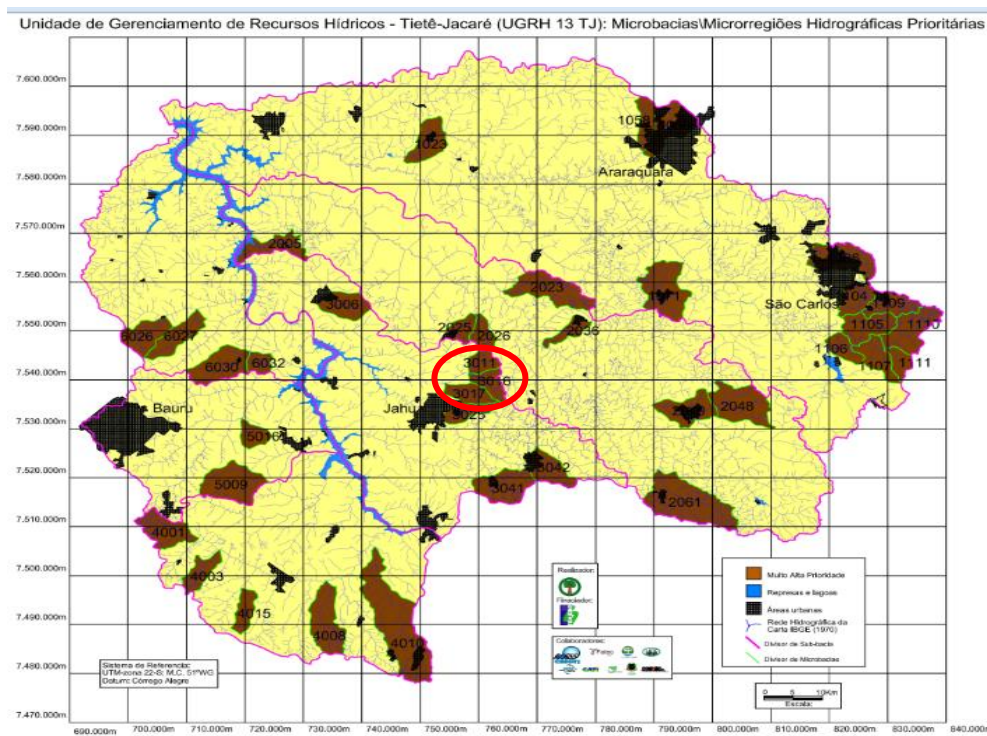 Unidade de Gerenciamento de Recursos Hídricos - Tietê-Jacaré (UGRH 13 TJ): Microbacias\Microrregiões Hidrográficas Prioritárias
7.600.000m
7.590.000m
7.580.000m
7.570.000m
7.560.000m
7.550.000m
7.540.000m
7.530.000m
7.520.000m
7.510.000m
7.500.000m
7.490.000m
7.480.000m
7.470.000m
1023
Araraquara
2005
3006
2023
São Carlos
1109
1105
1110
1106
1107
1111
2025
2026
2036
6026
6027
6030
6032
3011
3016
3017
3025
Bauru
Jahu
2048
5016
5009
3042
3041
2061
4001
4003
4015
4008
4010
Realizador:
Financiador:
Colaboradores:
Muito Alta Prioridade
Represas e lagoas
Áreas urbanas
Rede Hidrográfica da
Carta IBGE (1970)
Divisor de Sub-bacia
Divisor de Microbacias
Sistema de Referencia:
UTM-zona 22-S: M.C. 51ºWG
Datum: Córrego Alegre
0 5 10Km
Escala:
690.000m 700.000m 710.000m 720.000m 730.000m 740.000m 750.000m 760.000m 770.000m 780.000m 790.000m 800.000m 810.000m 820.000m 830.000m 840.000m